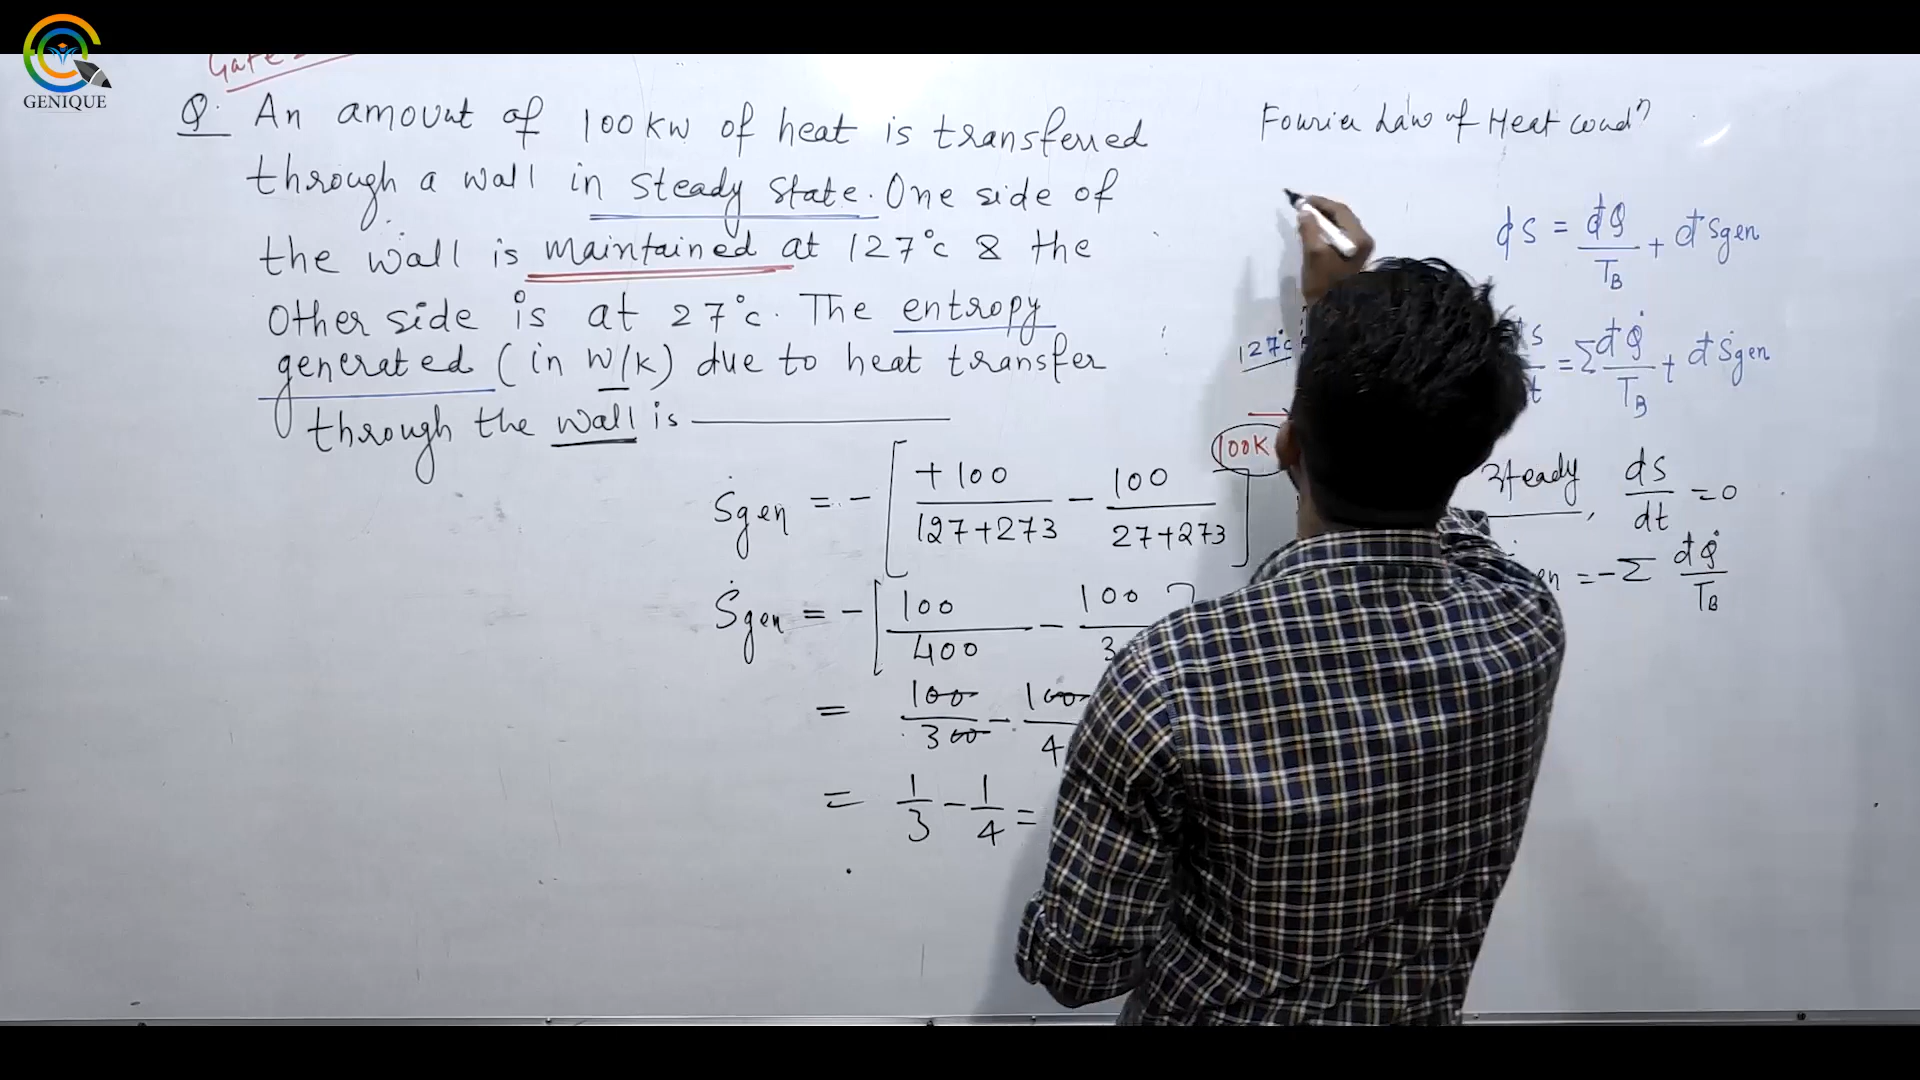 GENIQUE
Gate
Q. An amount of 100 KW of heat is transferred
through a wall in steady state. One side of
the wall is maintained at 127°c & the
Other side is at 27°c. The entropy
generated (in W/K) due to heat transfer
through the wall is
Ṡgen = - [ +100 / 127+273 - 100 / 27+273 ]
Ṡgen = - [ 100 / 400 - 100 / 3
= 100 / 300 - 100 / 4
= 1/3 - 1/4 =
Fourier Law of Heat condⁿ
ds = đQ / T_B + đSgen
127°c
= Σ đQ̇ / T_B + đṠgen
100K
Steady, ds/dt = 0
= - Σ đQ̇ / T_B